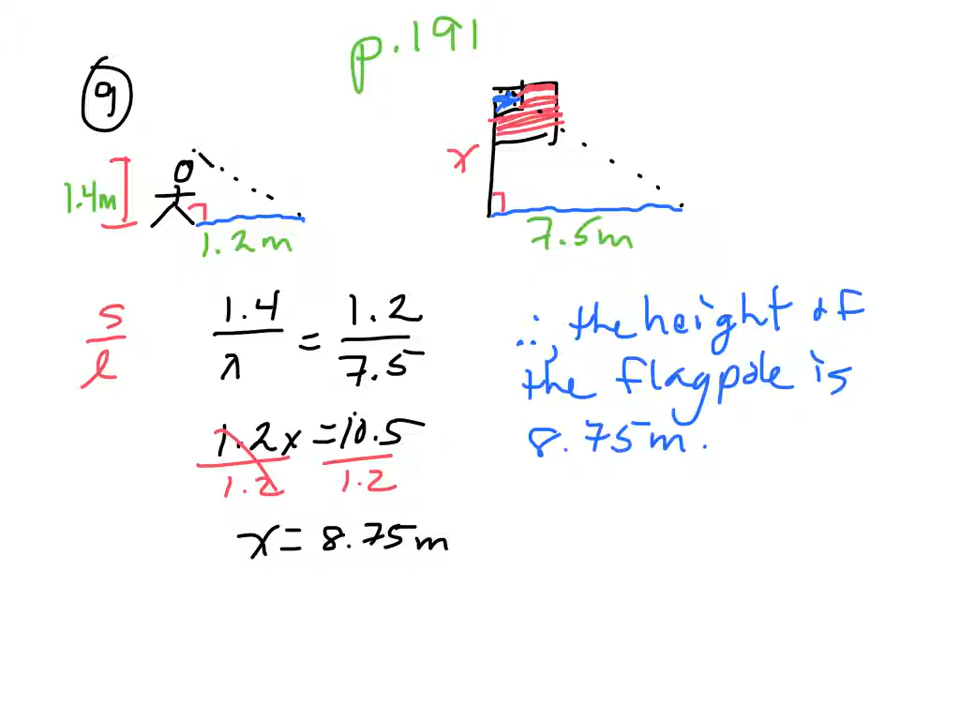 p.191
9
1.4m
1.2m
x
7.5m
s/l
1.4/x = 1.2/7.5
1.2x = 10.5
1.2 1.2
x = 8.75m
∴, the height of
the flagpole is
8.75m.